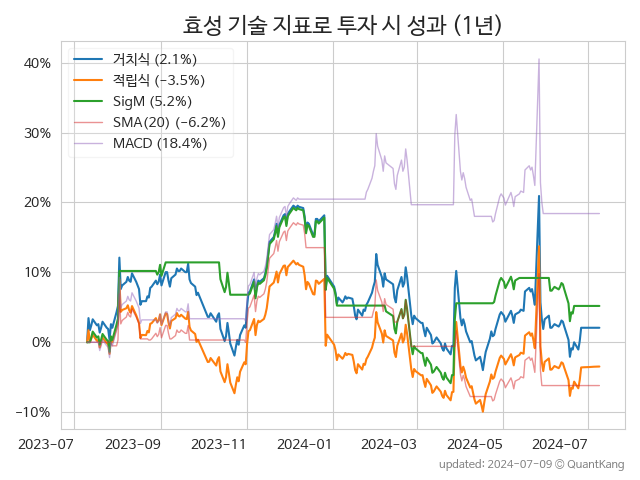 효성 기술 지표로 투자 시 성과 (1년)
거치식 (2.1%)
적립식 (−3.5%)
SigM (5.2%)
SMA(20) (−6.2%)
MACD (18.4%)
40%
30%
20%
10%
0%
−10%
2023-07
2023-09
2023-11
2024-01
2024-03
2024-05
2024-07
updated: 2024-07-09 © QuantKang